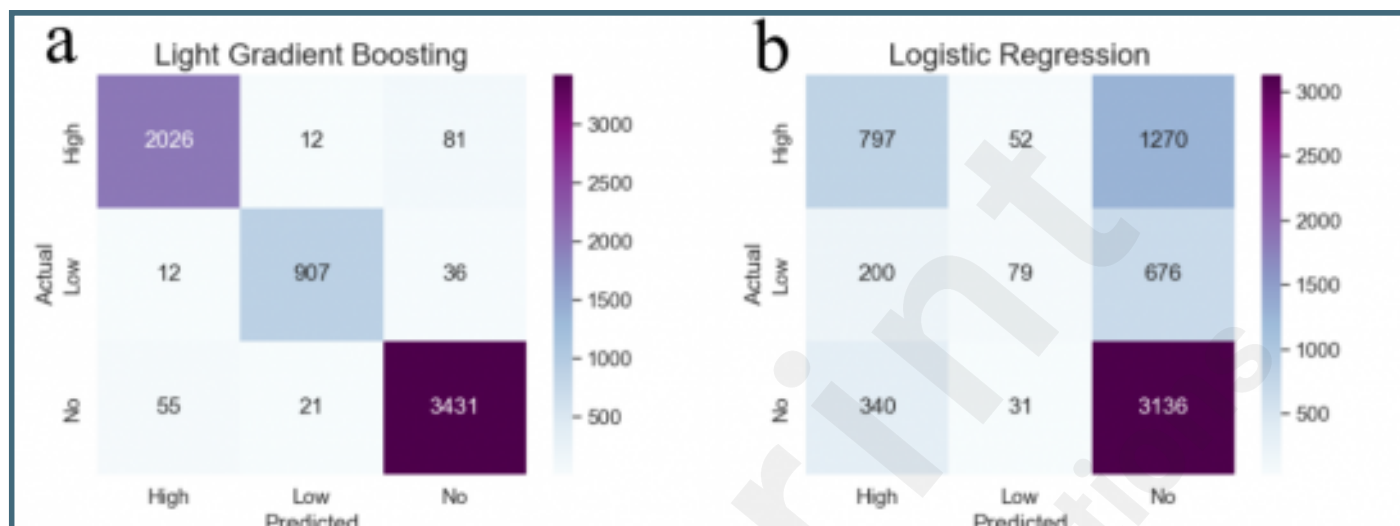 a
Light Gradient Boosting
High 2026 12 81 3000
2500
2000
Actual Low 12 907 36 1500
1000
No 55 21 3431 500
High Low No
Predicted
b
Logistic Regression
High 797 52 1270 3000
2500
2000
Actual Low 200 79 676 1500
1000
No 340 31 3136 500
High Low No
Predicted